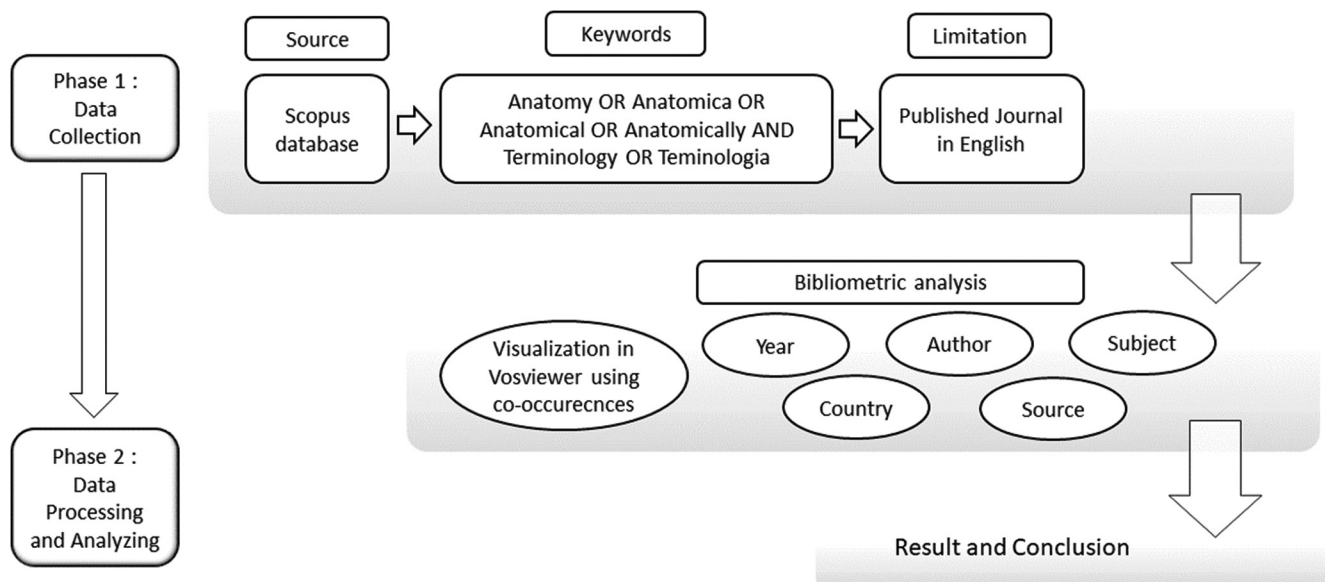 Phase 1 :
Data
Collection
Source
Scopus
database
Keywords
Anatomy OR Anatomica OR
Anatomical OR Anatomically AND
Terminology OR Teminologia
Limitation
Published Journal
in English
Bibliometric analysis
Visualization in
Vosviewer using
co-occurecnces
Year
Author
Subject
Country
Source
Phase 2 :
Data
Processing
and Analyzing
Result and Conclusion